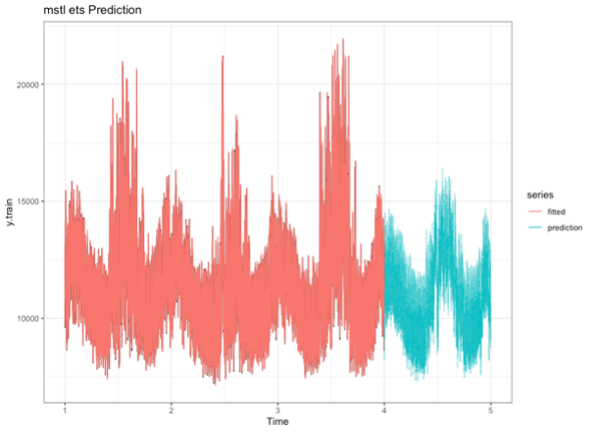 mstl ets Prediction
20000
15000
10000
y.train
1 2 3 4 5
Time
series
fitted
prediction